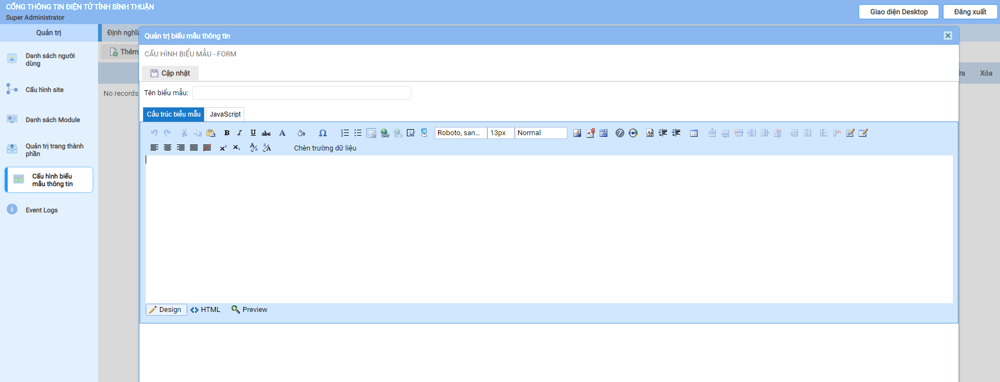 CỔNG THÔNG TIN ĐIỆN TỬ TỈNH BÌNH THUẬN
Super Administrator
Giao diện Desktop
Đăng xuất
Quản trị
Danh sách người
dùng
Cấu hình site
Danh sách Module
Quản trị trang thành
phần
Cấu hình biểu
mẫu thông tin
Event Logs
Định nghĩa
Thêm
Xóa
No records
Quản trị biểu mẫu thông tin
CẤU HÌNH BIỂU MẪU - FORM
Cập nhật
Tên biểu mẫu:
Cấu trúc biểu mẫu
JavaScript
Roboto, san...
13px
Normal
Chèn trường dữ liệu
Design
HTML
Preview